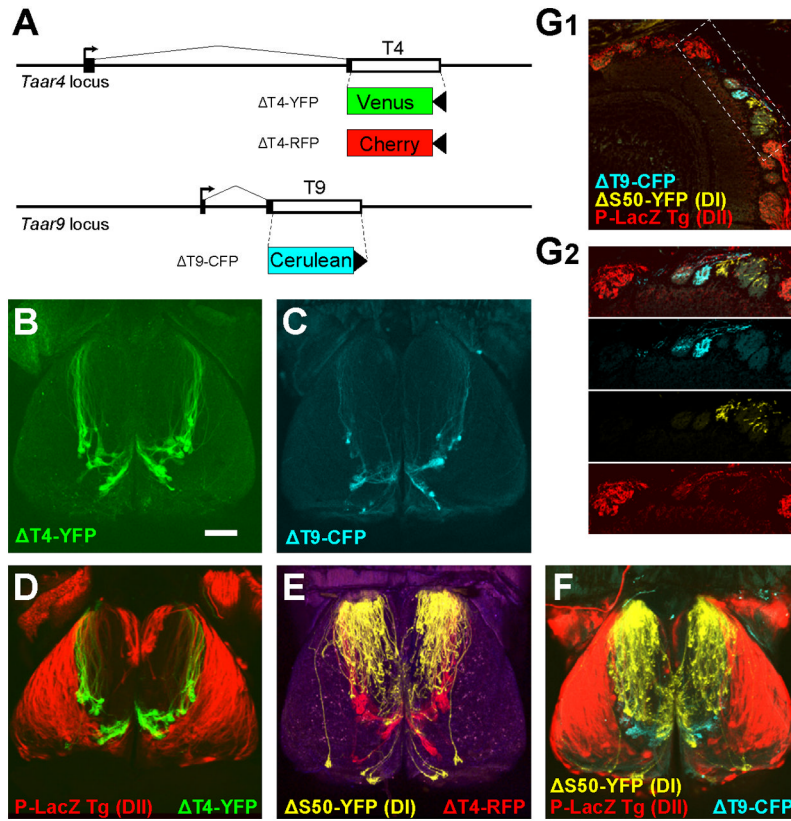 A
T4
Taar4 locus
ΔT4-YFP
Venus
ΔT4-RFP
Cherry
T9
Taar9 locus
ΔT9-CFP
Cerulean
B
ΔT4-YFP
C
ΔT9-CFP
D
P-LacZ Tg (DII)
ΔT4-YFP
E
ΔS50-YFP (DI)
ΔT4-RFP
F
ΔS50-YFP (DI)
P-LacZ Tg (DII)
ΔT9-CFP
G1
ΔT9-CFP
ΔS50-YFP (DI)
P-LacZ Tg (DII)
G2